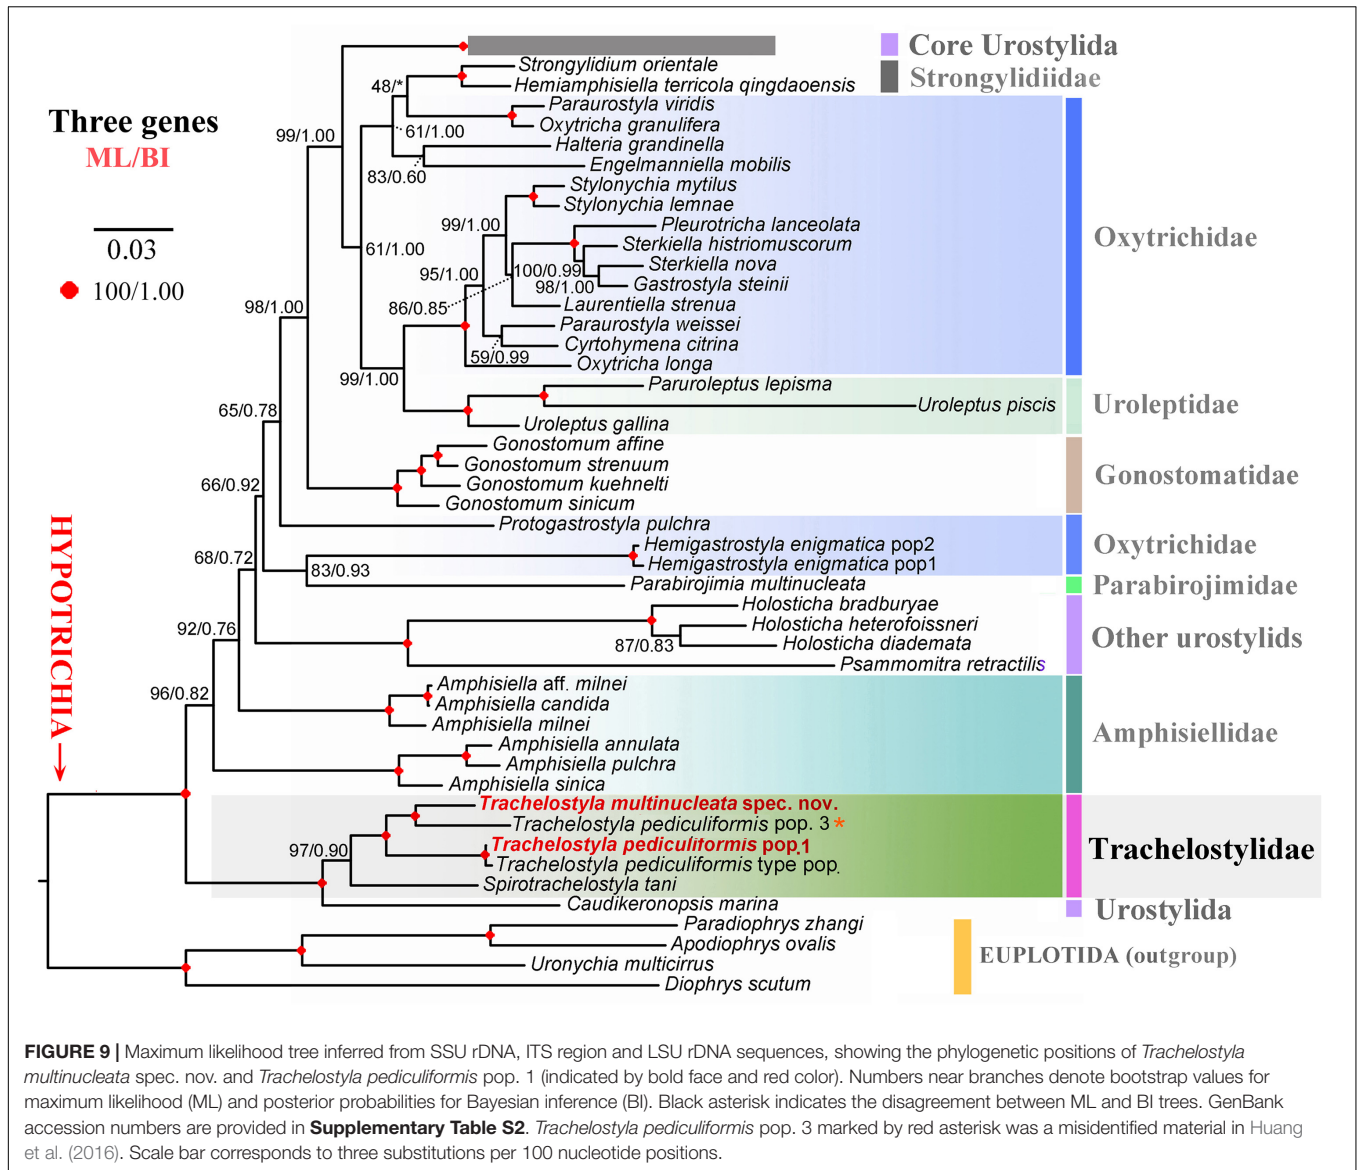 Core Urostylida
Strongylidiidae
Three genes
ML/BI
0.03
100/1.00
HYPOTRICHIA
Strongylidium orientale
48/*
Hemiamphisiella terricola qingdaoensis
Paraurostyla viridis
99/1.00
61/1.00
Oxytricha granulifera
Halteria grandinella
83/0.60
Engelmanniella mobilis
Stylonychia mytilus
Stylonychia lemnae
99/1.00
Pleurotricha lanceolata
Oxytrichidae
61/1.00
Sterkiella histriomuscorum
95/1.00
100/0.99
Sterkiella nova
98/1.00
Gastrostyla steinii
98/1.00
86/0.85
Laurentiella strenua
Paraurostyla weissei
Cyrtohymena citrina
59/0.99
Oxytricha longa
99/1.00
Paruroleptus lepisma
65/0.78
Uroleptus piscis
Uroleptidae
Uroleptus gallina
Gonostomum affine
Gonostomum strenuum
Gonostomatidae
66/0.92
Gonostomum kuehnelti
Gonostomum sinicum
Protogastrostyla pulchra
Hemigastrostyla enigmatica pop2
Oxytrichidae
68/0.72
83/0.93
Hemigastrostyla enigmatica pop1
Parabirojimia multinucleata
Parabirojimidae
Holosticha bradburyae
92/0.76
Holosticha heterofoissneri
Other urostylids
87/0.83
Holosticha diademata
Psammomitra retractilis
96/0.82
Amphisiella aff. milnei
Amphisiella candida
Amphisiella milnei
Amphisiellidae
Amphisiella annulata
Amphisiella pulchra
Amphisiella sinica
Trachelostyla multinucleata spec. nov.
Trachelostyla pediculiformis pop. 3 *
97/0.90
Trachelostyla pediculiformis pop.1
Trachelostylidae
Trachelostyla pediculiformis type pop.
Spirotrachelostyla tani
Caudikeronopsis marina
Urostylida
Paradiophrys zhangi
Apodiophrys ovalis
EUPLOTIDA (outgroup)
Uronychia multicirrus
Diophrys scutum
FIGURE 9 | Maximum likelihood tree inferred from SSU rDNA, ITS region and LSU rDNA sequences, showing the phylogenetic positions of Trachelostyla
multinucleata spec. nov. and Trachelostyla pediculiformis pop. 1 (indicated by bold face and red color). Numbers near branches denote bootstrap values for
maximum likelihood (ML) and posterior probabilities for Bayesian inference (BI). Black asterisk indicates the disagreement between ML and BI trees. GenBank
accession numbers are provided in Supplementary Table S2. Trachelostyla pediculiformis pop. 3 marked by red asterisk was a misidentified material in Huang
et al. (2016). Scale bar corresponds to three substitutions per 100 nucleotide positions.